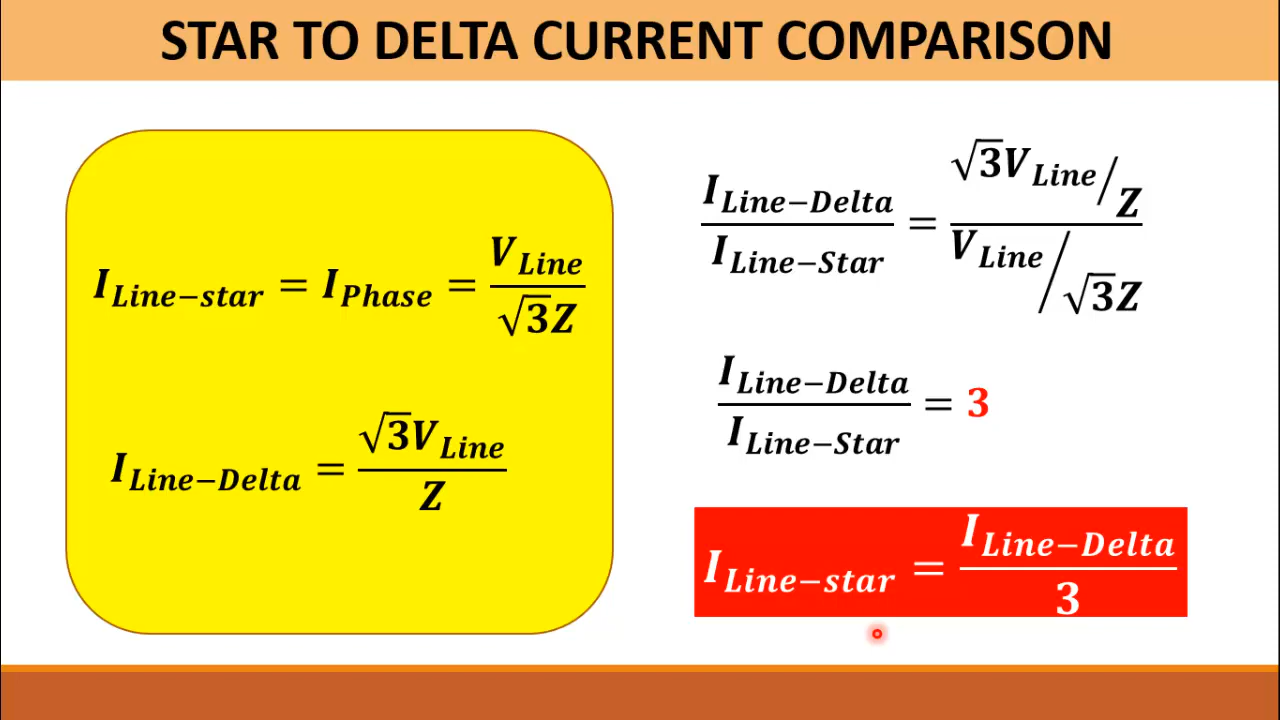 STAR TO DELTA CURRENT COMPARISON
I_Line−star = I_Phase = V_Line / √3Z
I_Line−Delta = √3V_Line / Z
I_Line−Delta / I_Line−Star = (√3V_Line / Z) / (V_Line / √3Z)
I_Line−Delta / I_Line−Star = 3
I_Line−star = I_Line−Delta / 3